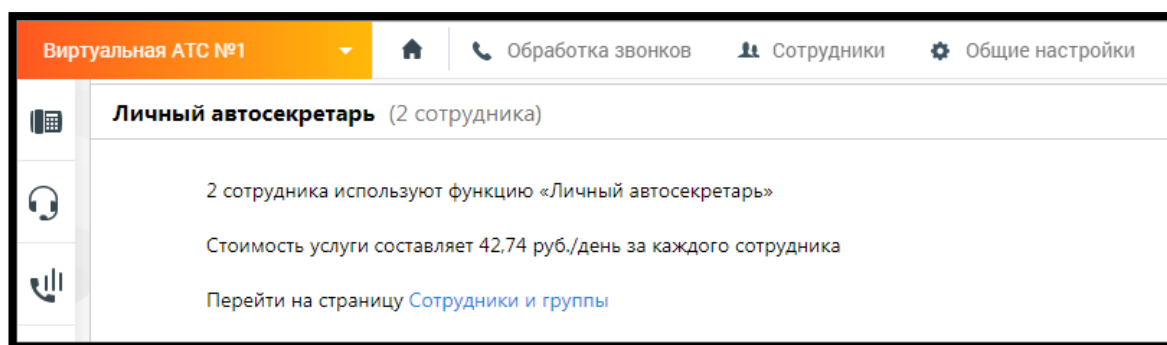 Виртуальная АТС №1 Обработка звонков Сотрудники Общие настройки
Личный автосекретарь (2 сотрудника)
2 сотрудника используют функцию «Личный автосекретарь»
Стоимость услуги составляет 42,74 руб./день за каждого сотрудника
Перейти на страницу Сотрудники и группы